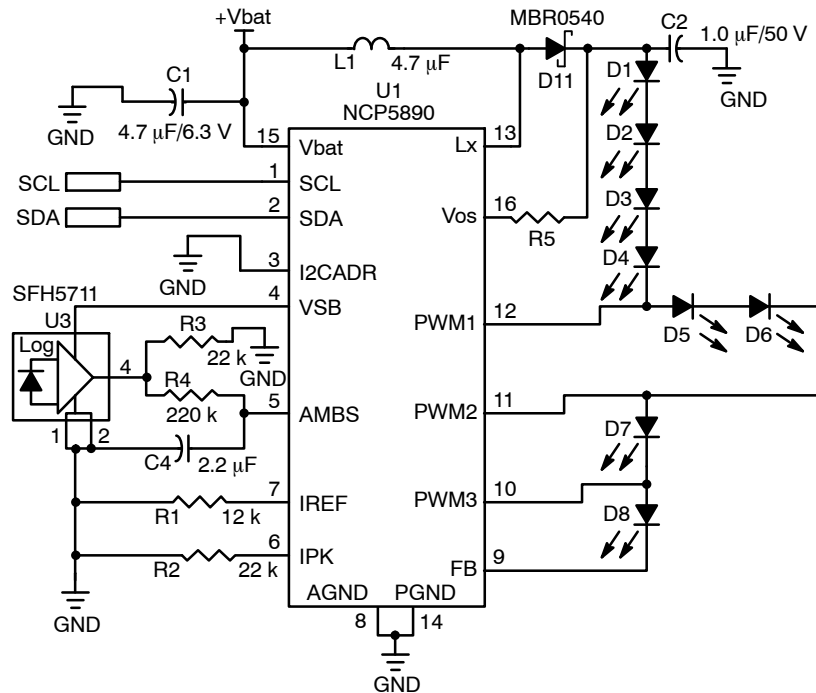 +Vbat
MBR0540
C2
1.0 μF/50 V
L1
4.7 μF
D11
D1
GND
C1
U1
NCP5890
GND
4.7 μF/6.3 V
15
Vbat
Lx
13
D2
SCL
1
SCL
SDA
2
SDA
Vos
16
R5
D3
3
I2CADR
D4
GND
SFH5711
4
VSB
U3
PWM1
12
D5
D6
Log
R3
22 k
GND
4
R4
220 k
5
AMBS
PWM2
11
1
2
C4
2.2 μF
D7
7
IREF
PWM3
10
R1
12 k
D8
6
IPK
FB
9
R2
22 k
AGND
PGND
GND
8
14
GND